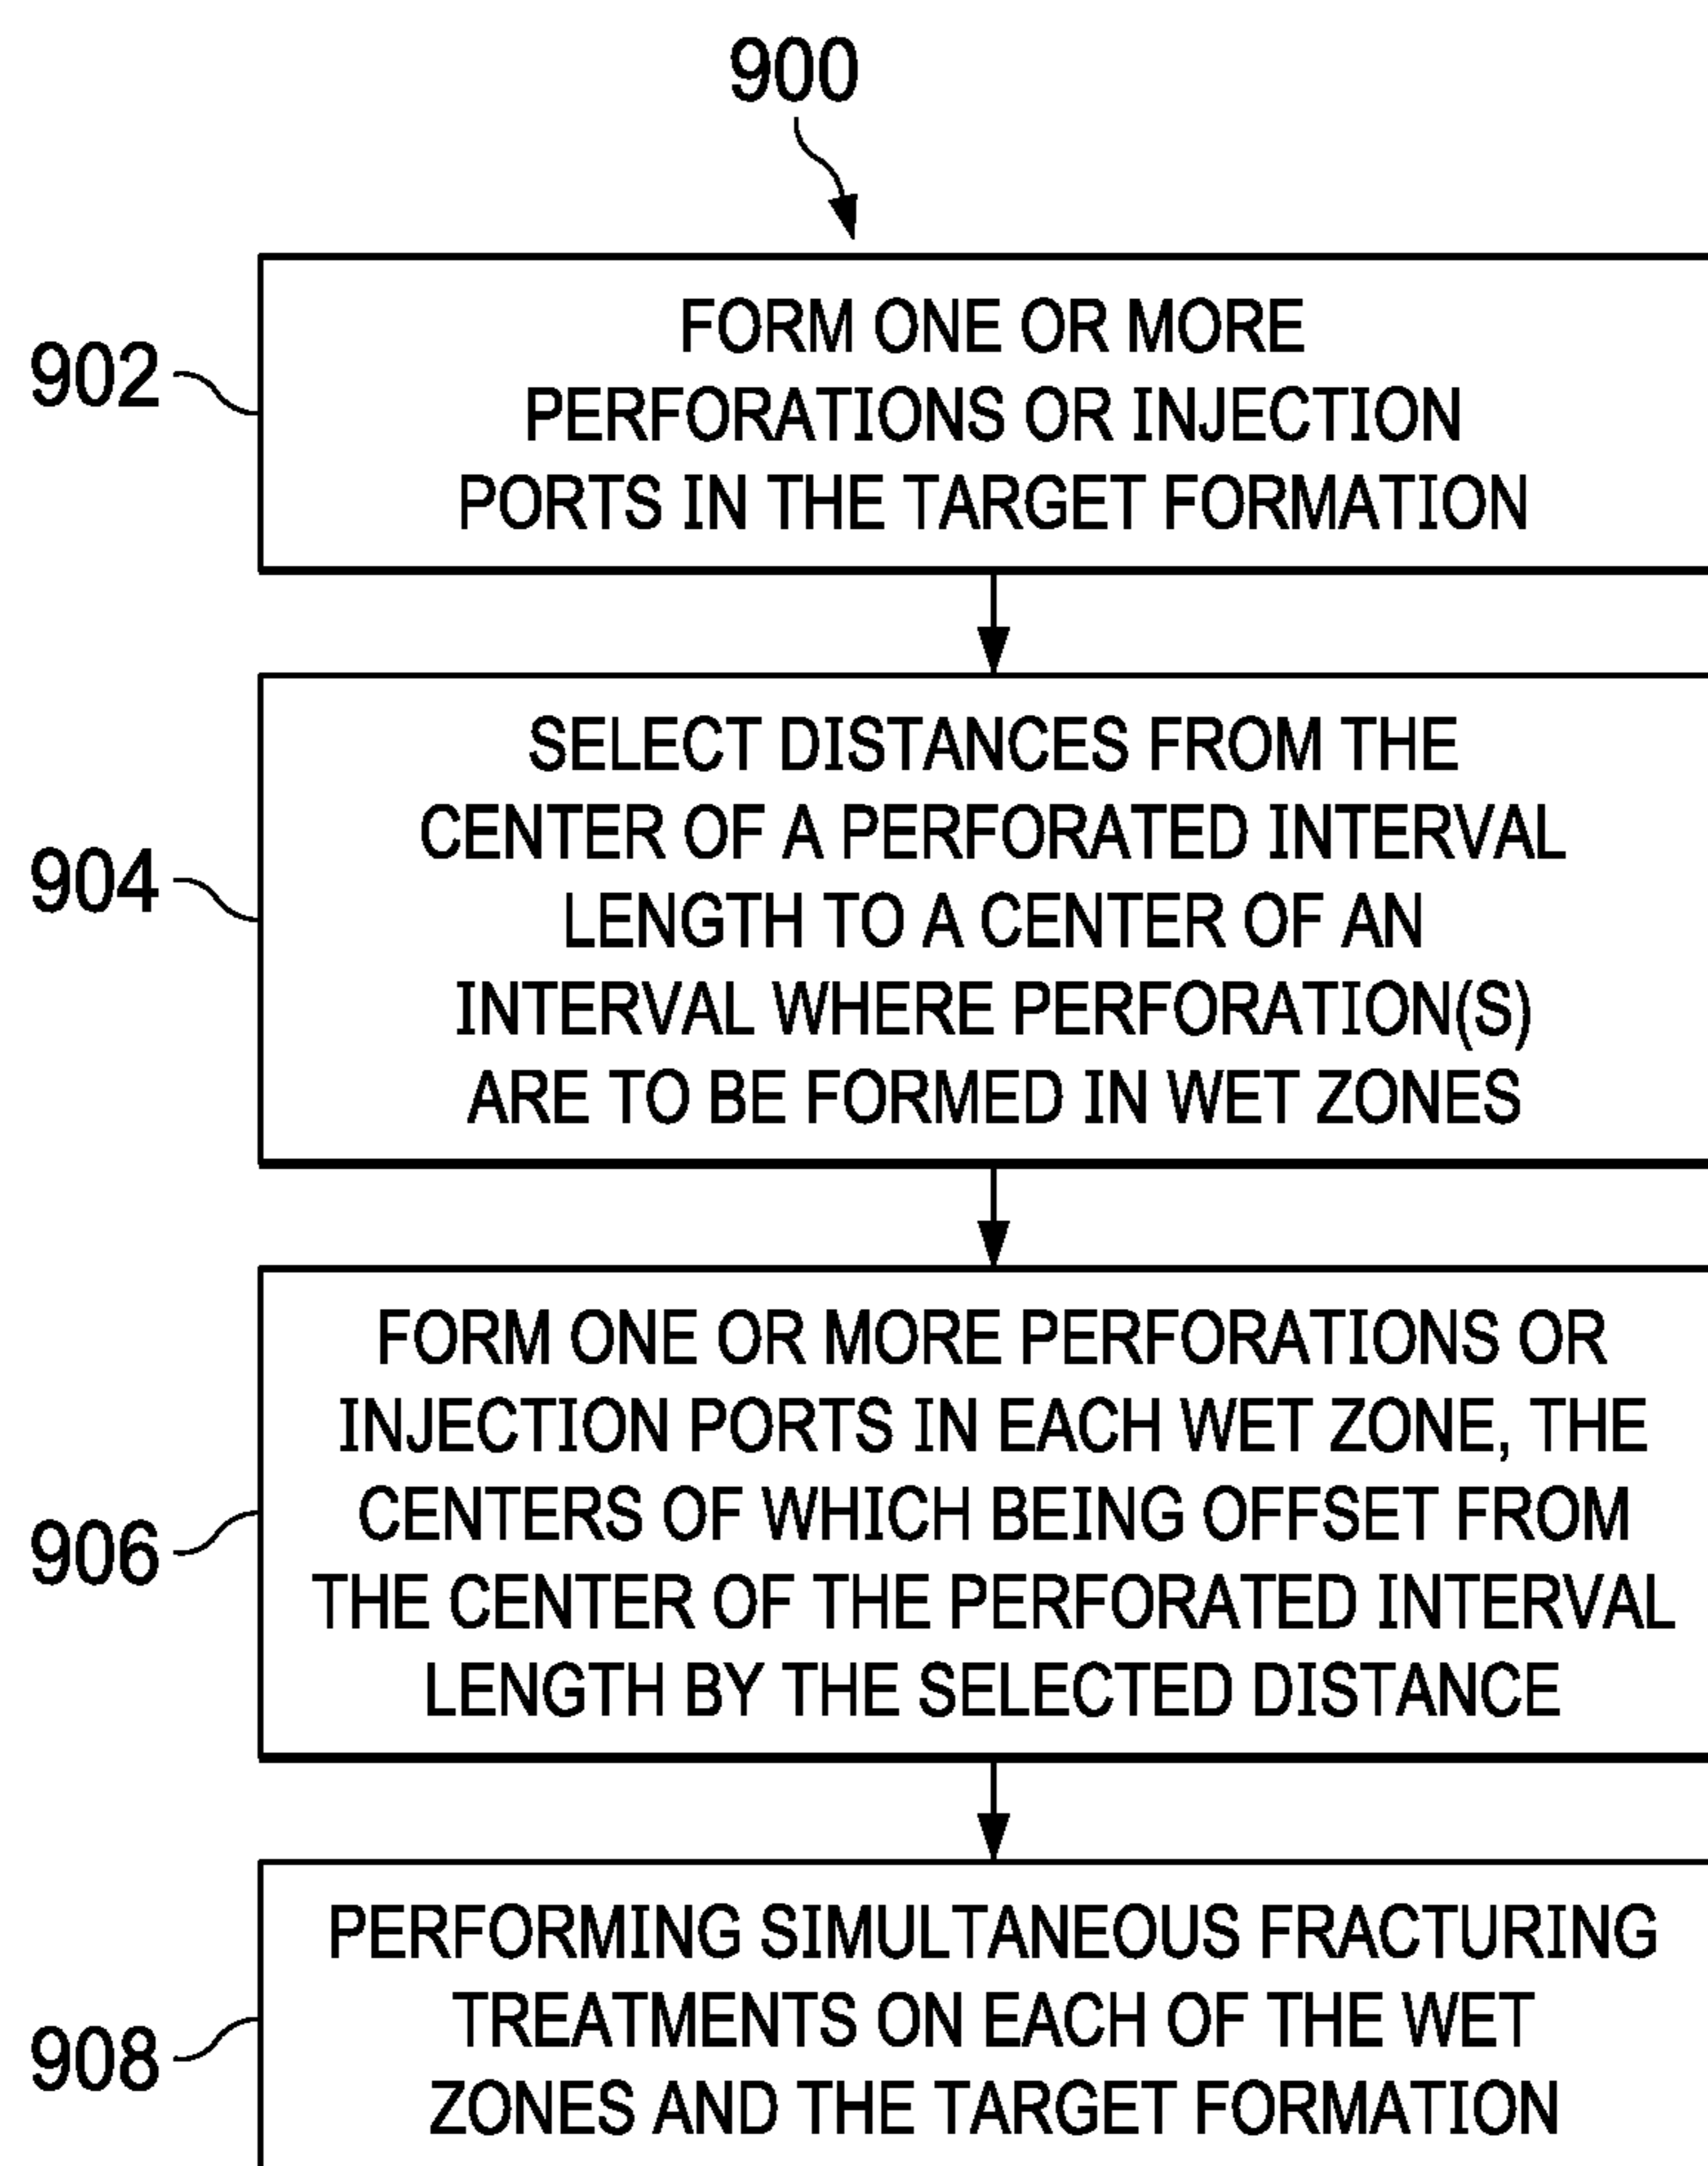 900
902
FORM ONE OR MORE
PERFORATIONS OR INJECTION
PORTS IN THE TARGET FORMATION
904
SELECT DISTANCES FROM THE
CENTER OF A PERFORATED INTERVAL
LENGTH TO A CENTER OF AN
INTERVAL WHERE PERFORATION(S)
ARE TO BE FORMED IN WET ZONES
906
FORM ONE OR MORE PERFORATIONS OR
INJECTION PORTS IN EACH WET ZONE, THE
CENTERS OF WHICH BEING OFFSET FROM
THE CENTER OF THE PERFORATED INTERVAL
LENGTH BY THE SELECTED DISTANCE
908
PERFORMING SIMULTANEOUS FRACTURING
TREATMENTS ON EACH OF THE WET
ZONES AND THE TARGET FORMATION